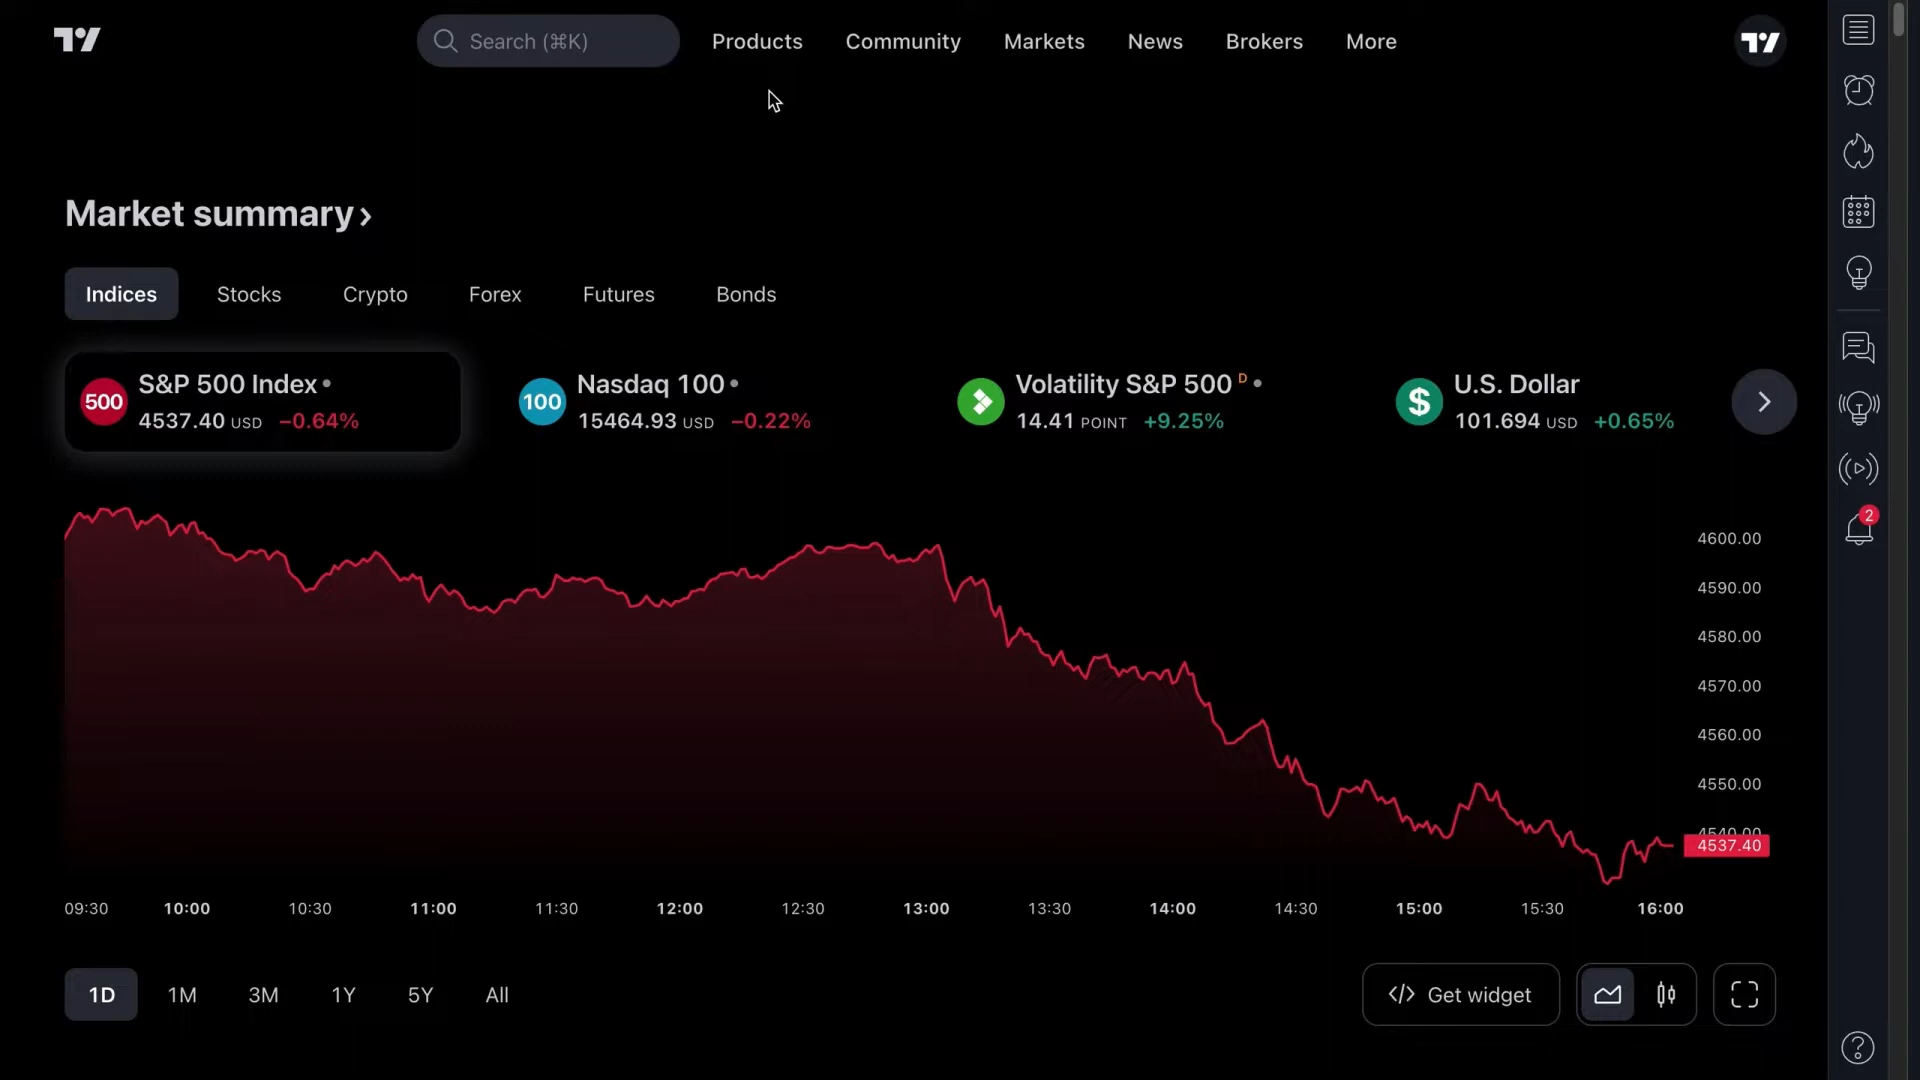 Search (⌘K)
Products
Community
Markets
News
Brokers
More
Market summary ›
Indices
Stocks
Crypto
Forex
Futures
Bonds
500
S&P 500 Index
4537.40 USD −0.64%
100
Nasdaq 100
15464.93 USD −0.22%
Volatility S&P 500 D
14.41 POINT +9.25%
$
U.S. Dollar
101.694 USD +0.65%
2
4600.00
4590.00
4580.00
4570.00
4560.00
4550.00
4540.00
4537.40
09:30 10:00 10:30 11:00 11:30 12:00 12:30 13:00 13:30 14:00 14:30 15:00 15:30 16:00
1D
1M
3M
1Y
5Y
All
</> Get widget
?